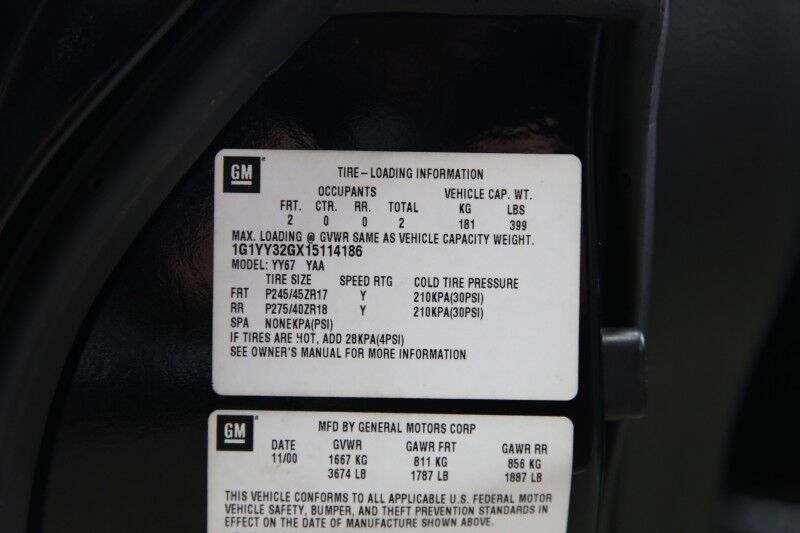 GM
TIRE-LOADING INFORMATION
OCCUPANTS VEHICLE CAP. WT.
FRT. CTR. RR. TOTAL KG LBS
2 0 0 2 181 399
MAX. LOADING @ GVWR SAME AS VEHICLE CAPACITY WEIGHT.
1G1YY32GX15114186
MODEL: YY67 YAA
TIRE SIZE SPEED RTG COLD TIRE PRESSURE
FRT P245/45ZR17 Y 210KPA(30PSI)
RR P275/40ZR18 Y 210KPA(30PSI)
SPA NONEKPA(PSI)
IF TIRES ARE HOT, ADD 28KPA(4PSI)
SEE OWNER'S MANUAL FOR MORE INFORMATION
GM
MFD BY GENERAL MOTORS CORP
DATE GVWR GAWR FRT GAWR RR
11/00 1667 KG 811 KG 856 KG
3674 LB 1787 LB 1887 LB
THIS VEHICLE CONFORMS TO ALL APPLICABLE U.S. FEDERAL MOTOR
VEHICLE SAFETY, BUMPER, AND THEFT PREVENTION STANDARDS IN
EFFECT ON THE DATE OF MANUFACTURE SHOWN ABOVE.